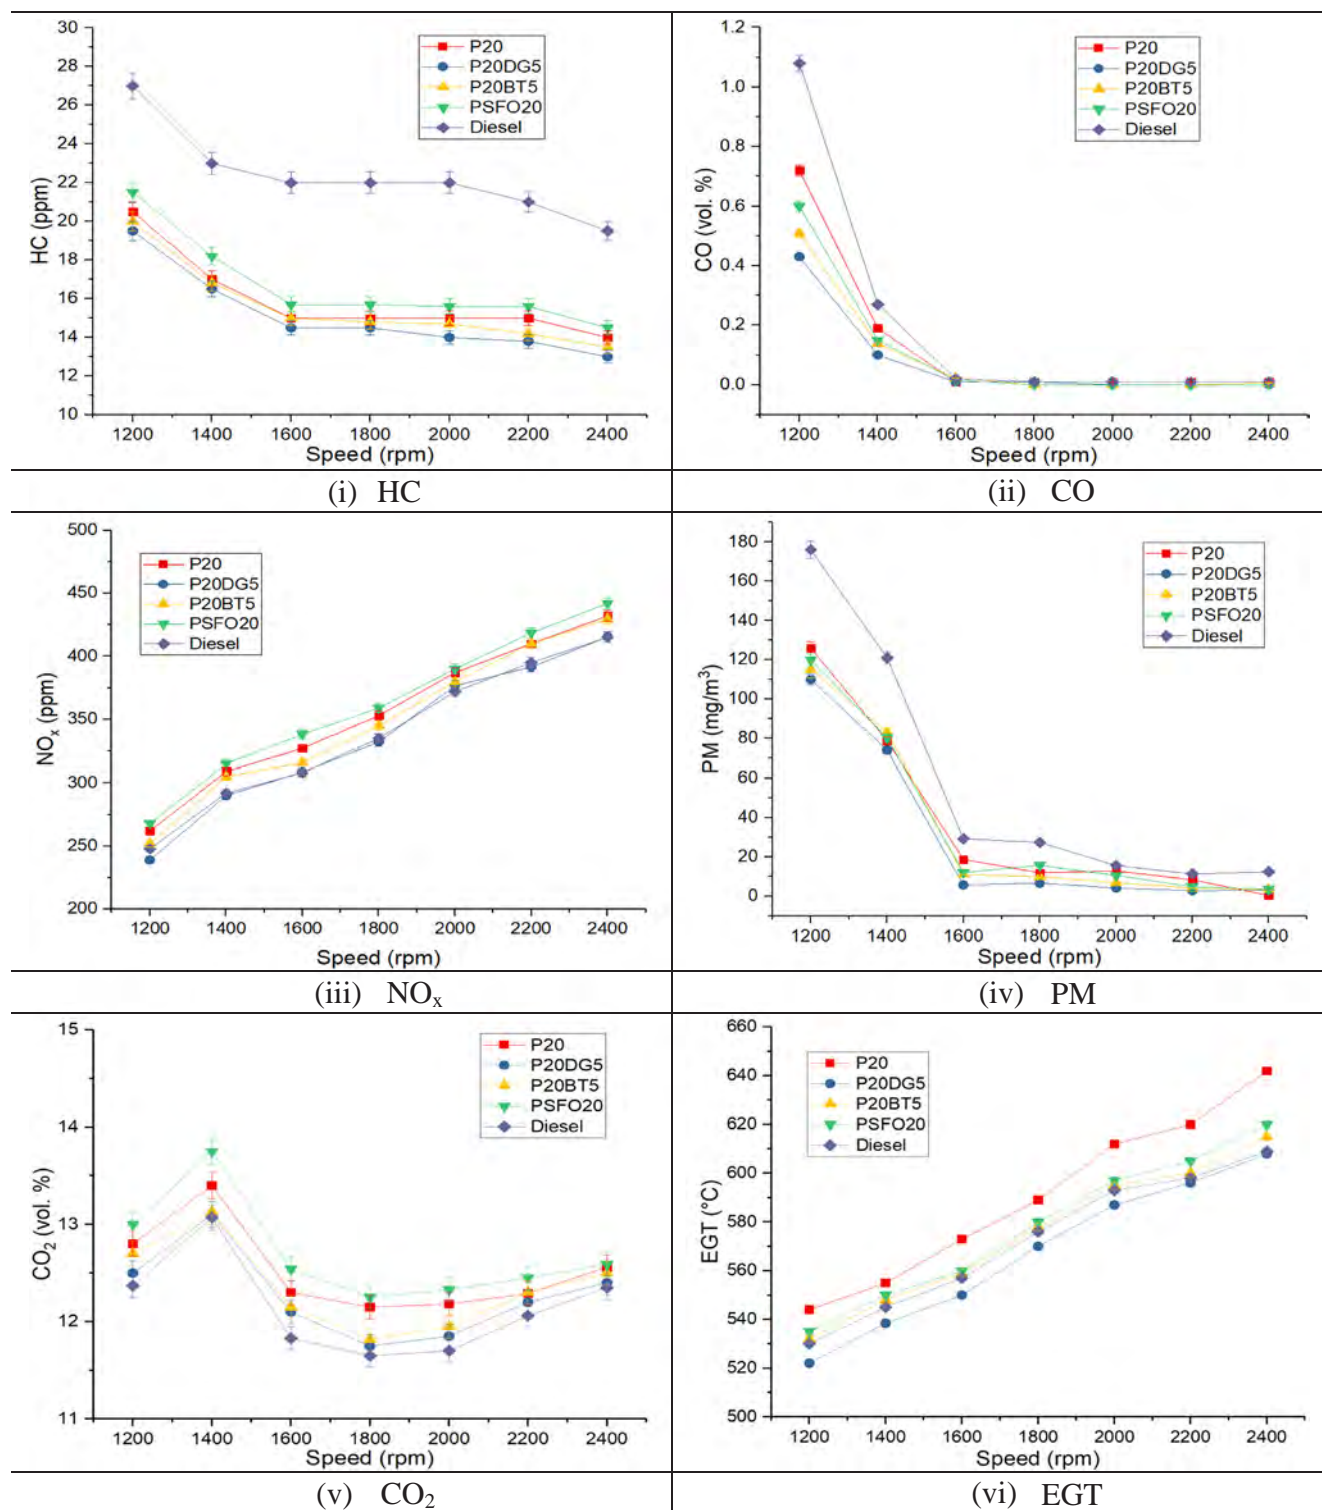 30
28
26
24
22
20
18
16
14
12
10
HC (ppm)
P20
P20DG5
P20BT5
PSFO20
Diesel
1200 1400 1600 1800 2000 2200 2400
Speed (rpm)
(i) HC
1.2
1.0
0.8
0.6
0.4
0.2
0.0
CO (vol. %)
P20
P20DG5
P20BT5
PSFO20
Diesel
1200 1400 1600 1800 2000 2200 2400
Speed (rpm)
(ii) CO
500
450
400
350
300
250
200
NOx (ppm)
P20
P20DG5
P20BT5
PSFO20
Diesel
1200 1400 1600 1800 2000 2200 2400
Speed (rpm)
(iii) NOx
180
160
140
120
100
80
60
40
20
0
PM (mg/m³)
P20
P20DG5
P20BT5
PSFO20
Diesel
1200 1400 1600 1800 2000 2200 2400
Speed (rpm)
(iv) PM
15
14
13
12
11
CO₂ (vol. %)
P20
P20DG5
P20BT5
PSFO20
Diesel
1200 1400 1600 1800 2000 2200 2400
Speed (rpm)
(v) CO₂
660
640
620
600
580
560
540
520
500
EGT (°C)
P20
P20DG5
P20BT5
PSFO20
Diesel
1200 1400 1600 1800 2000 2200 2400
Speed (rpm)
(vi) EGT